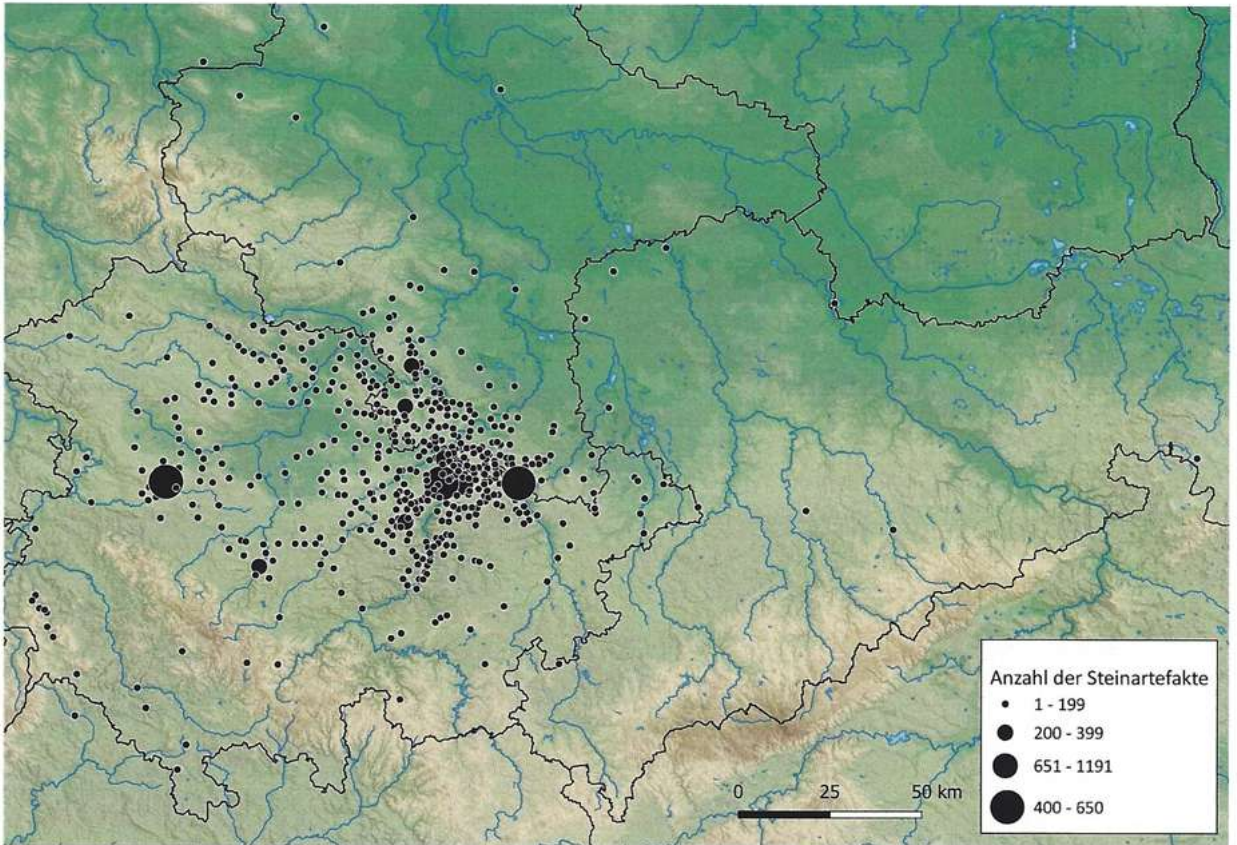 Anzahl der Steinartefakte
1 - 199
200 - 399
651 - 1191
400 - 650
0 25 50 km